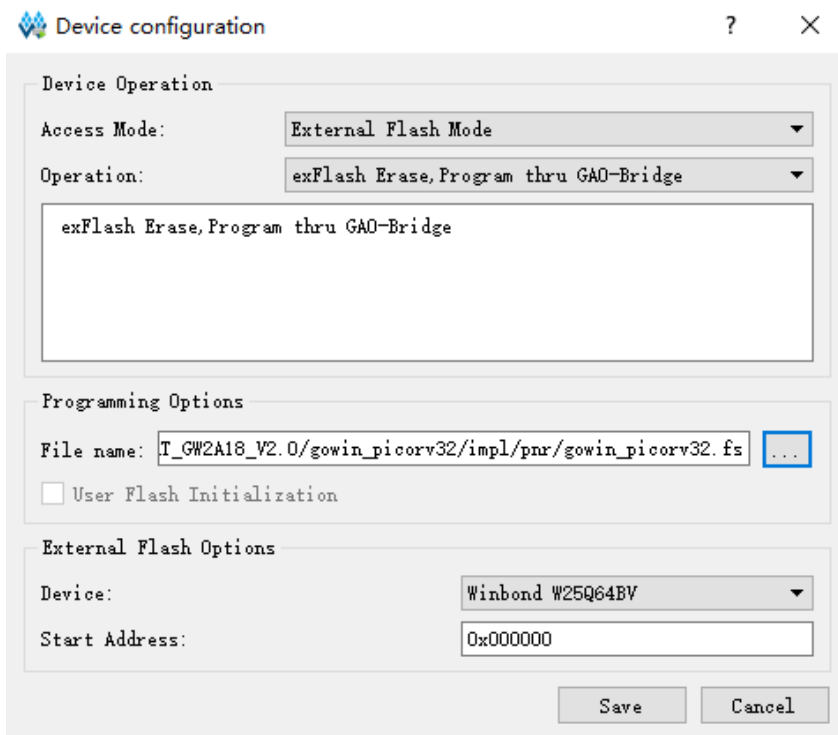 Device configuration
Device Operation
Access Mode: External Flash Mode
Operation: exFlash Erase,Program thru GAO-Bridge
exFlash Erase,Program thru GAO-Bridge
Programming Options
File name: T_GW2A18_V2.0/gowin_picorv32/impl/pnr/gowin_picorv32.fs ...
User Flash Initialization
External Flash Options
Device: Winbond W25Q64BV
Start Address: 0x000000
Save Cancel